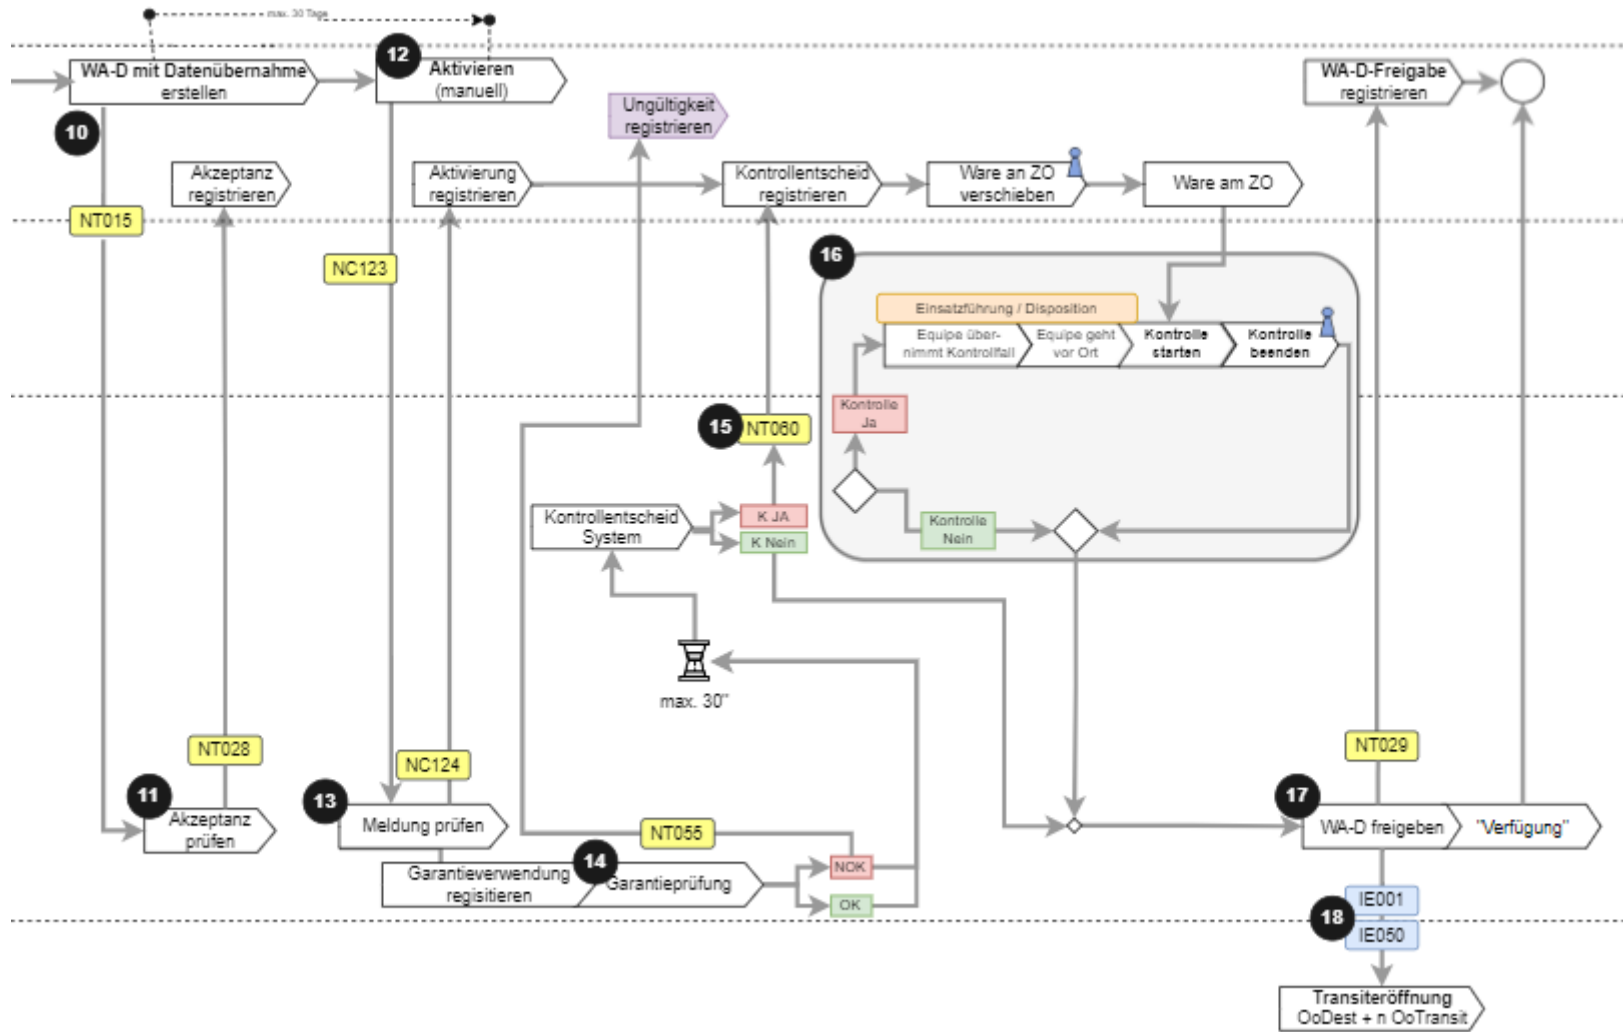 max. 30 Tage
WA-D mit Datenübernahme
erstellen
12
Aktivieren
(manuell)
WA-D-Freigabe
registrieren
10
Ungültigkeit
registrieren
Akzeptanz
registrieren
Aktivierung
registrieren
Kontrollentscheid
registrieren
Ware an ZO
verschieben
Ware am ZO
NT015
NC123
16
Einsatzführung / Disposition
Equipe über-
nimmt Kontrollfall
Equipe geht
vor Ort
Kontrolle
starten
Kontrolle
beenden
Kontrolle
Ja
15
NT060
Kontrollentscheid
System
K JA
K Nein
Kontrolle
Nein
max. 30"
NT028
NC124
NT029
11
Akzeptanz
prüfen
13
Meldung prüfen
NT055
17
WA-D freigeben
"Verfügung"
14
Garantieverwendung
regisitieren
Garantieprüfung
NOK
OK
IE001
18
IE050
Transiteröffnung
OoDest + n OoTransit